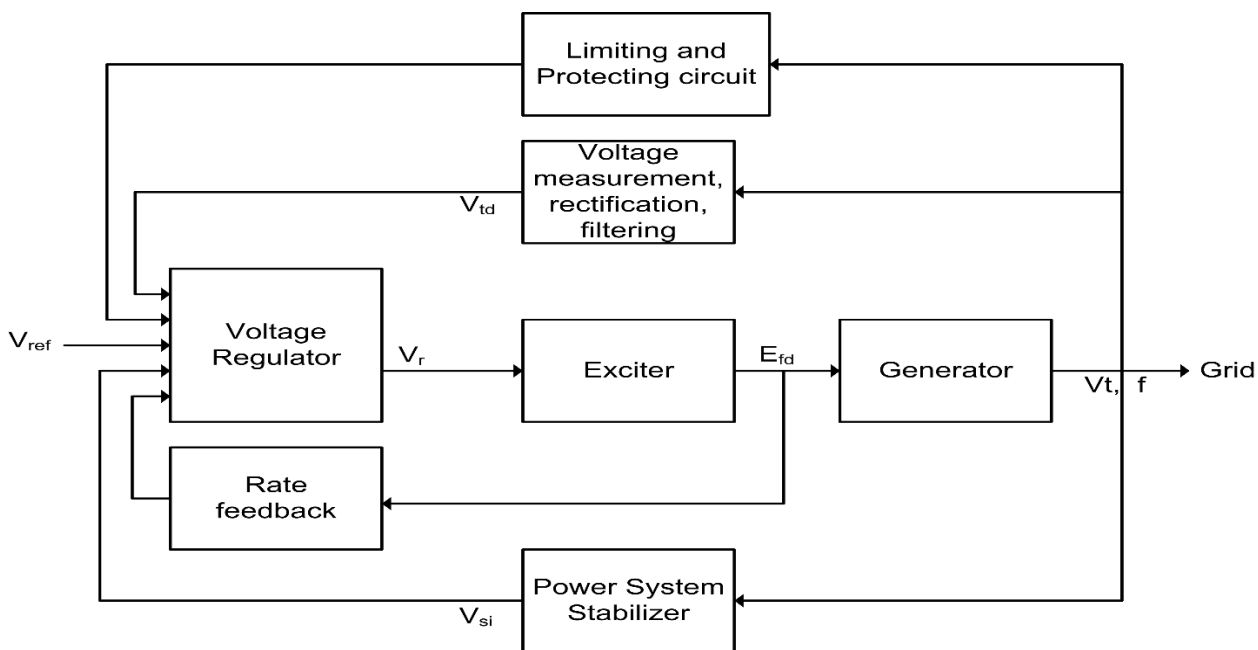 Limiting and
Protecting circuit
Voltage
measurement,
rectification,
filtering
Vtd
Voltage
Regulator
Vref
Vr
Exciter
Efd
Generator
Vt, f
Grid
Rate
feedback
Power System
Stabilizer
Vsi